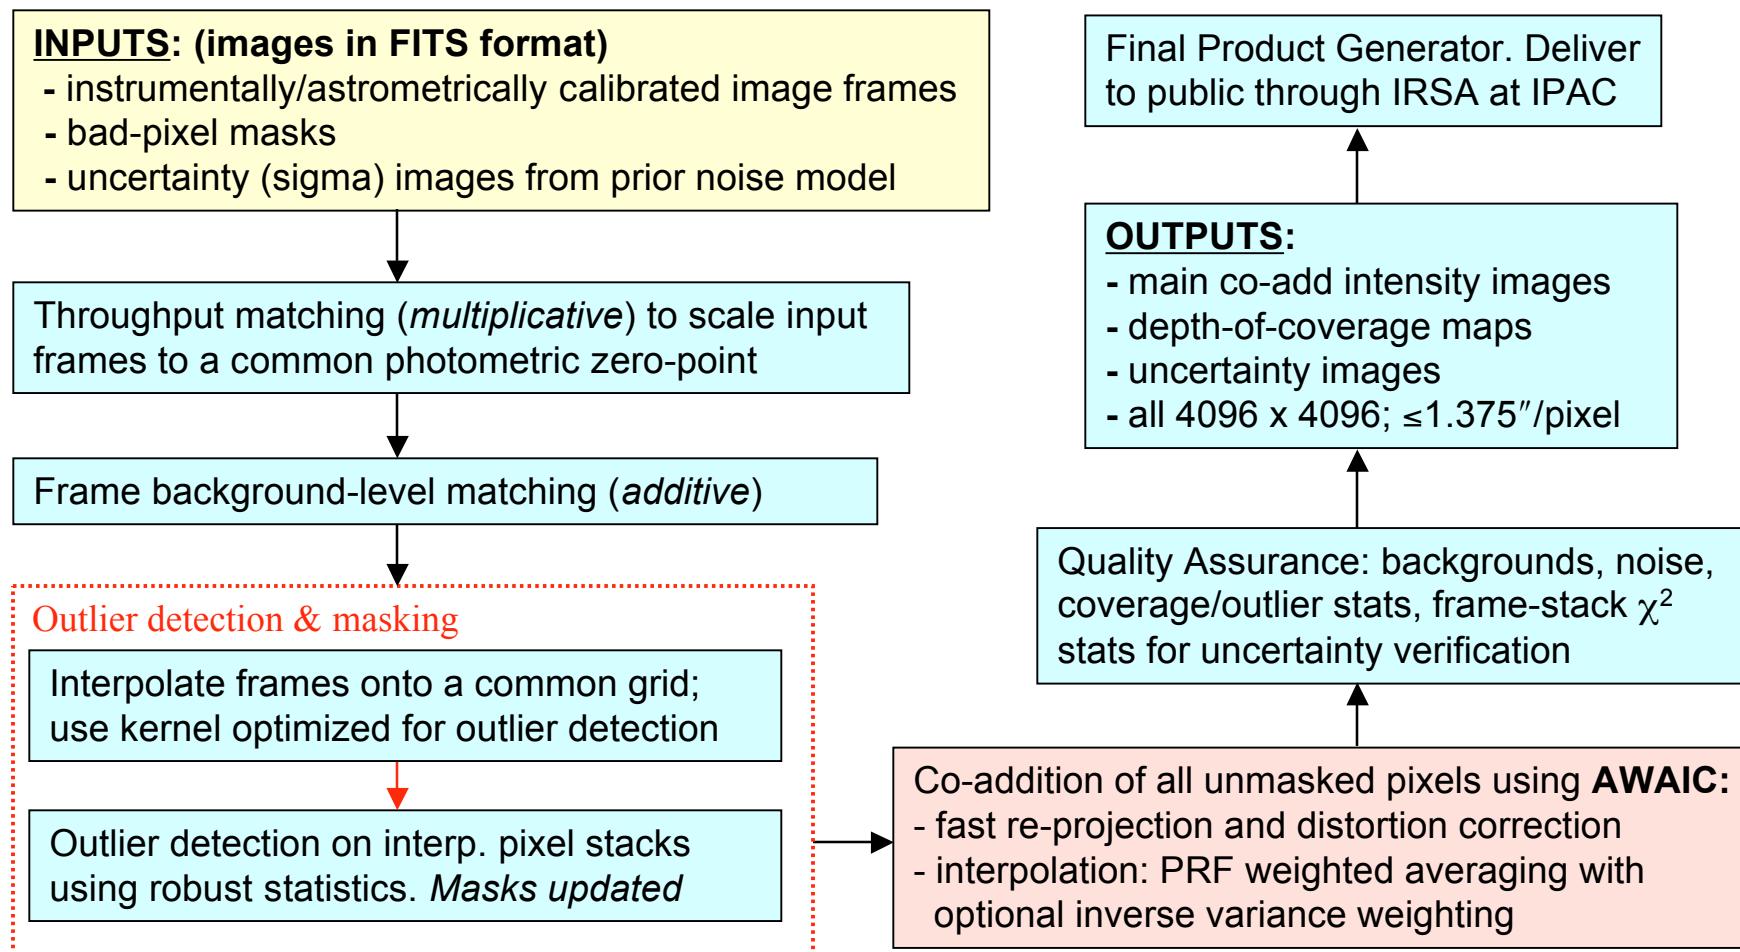 INPUTS: (images in FITS format)
- instrumentally/astrometrically calibrated image frames
- bad-pixel masks
- uncertainty (sigma) images from prior noise model
Throughput matching (multiplicative) to scale input
frames to a common photometric zero-point
Frame background-level matching (additive)
Outlier detection & masking
Interpolate frames onto a common grid;
use kernel optimized for outlier detection
Outlier detection on interp. pixel stacks
using robust statistics. Masks updated
Co-addition of all unmasked pixels using AWAIC:
- fast re-projection and distortion correction
- interpolation: PRF weighted averaging with
optional inverse variance weighting
Quality Assurance: backgrounds, noise,
coverage/outlier stats, frame-stack χ²
stats for uncertainty verification
OUTPUTS:
- main co-add intensity images
- depth-of-coverage maps
- uncertainty images
- all 4096 x 4096; ≤1.375″/pixel
Final Product Generator. Deliver
to public through IRSA at IPAC